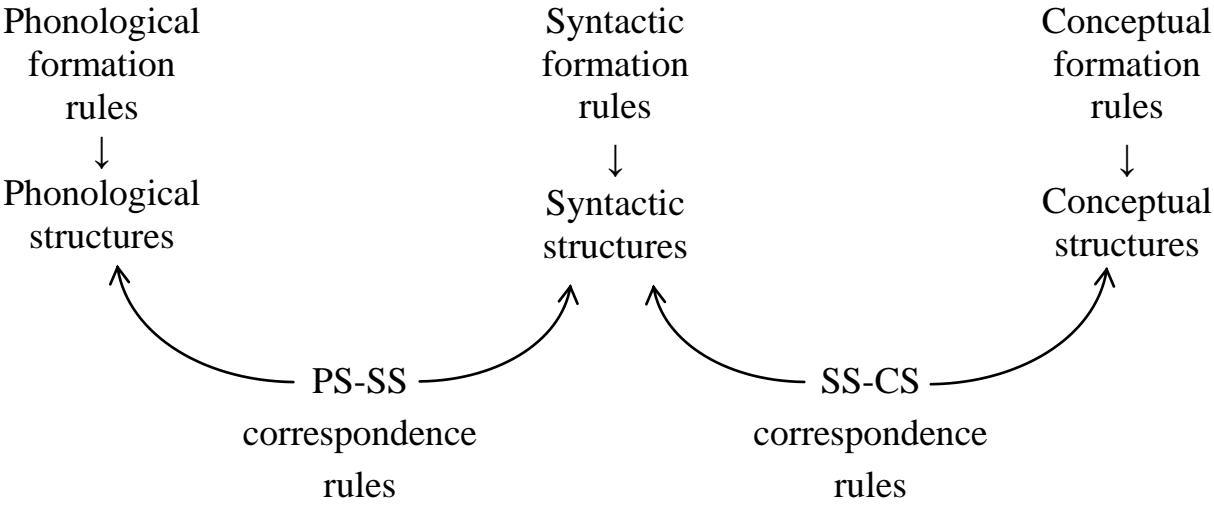 Phonological
formation
rules
↓
Phonological
structures
Syntactic
formation
rules
↓
Syntactic
structures
Conceptual
formation
rules
↓
Conceptual
structures
PS-SS
correspondence
rules
SS-CS
correspondence
rules